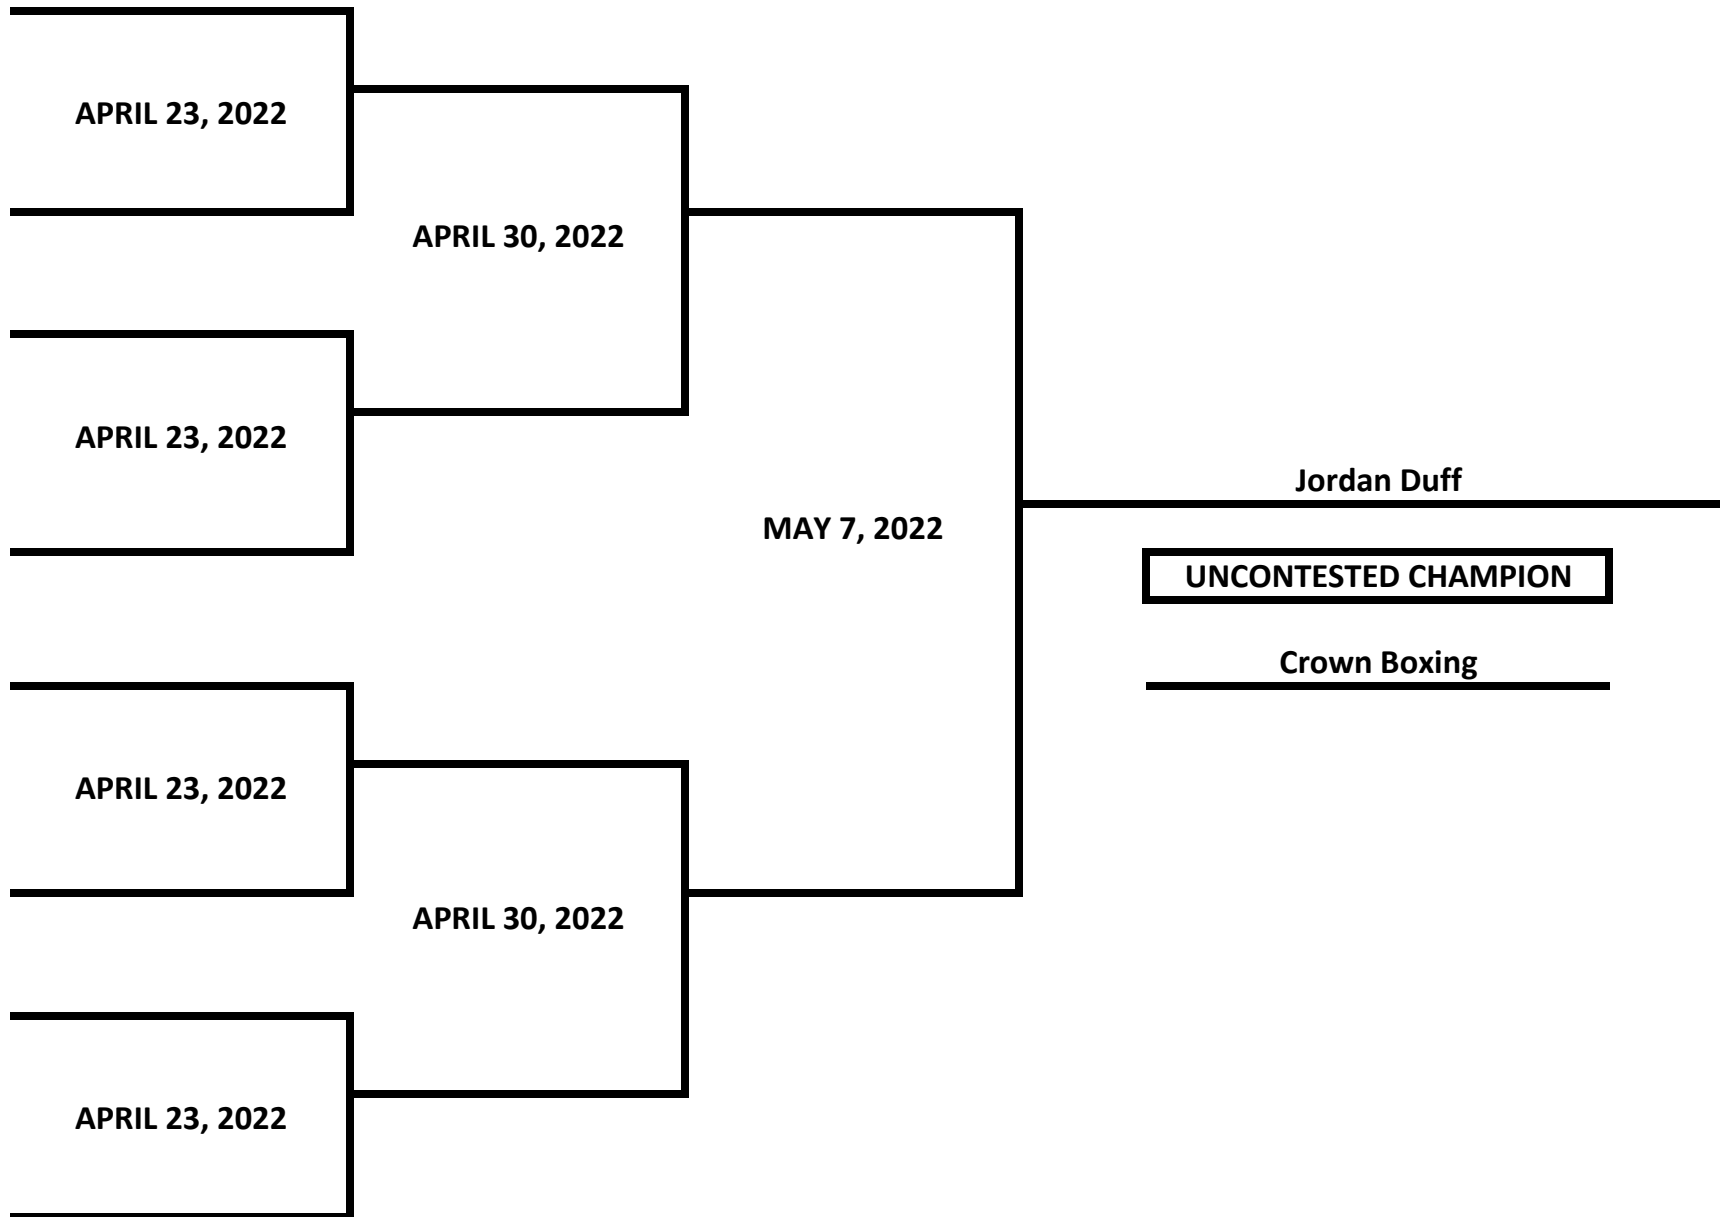 APRIL 23, 2022
APRIL 30, 2022
APRIL 23, 2022
Jordan Duff
MAY 7, 2022
UNCONTESTED CHAMPION
Crown Boxing
APRIL 23, 2022
APRIL 30, 2022
APRIL 23, 2022